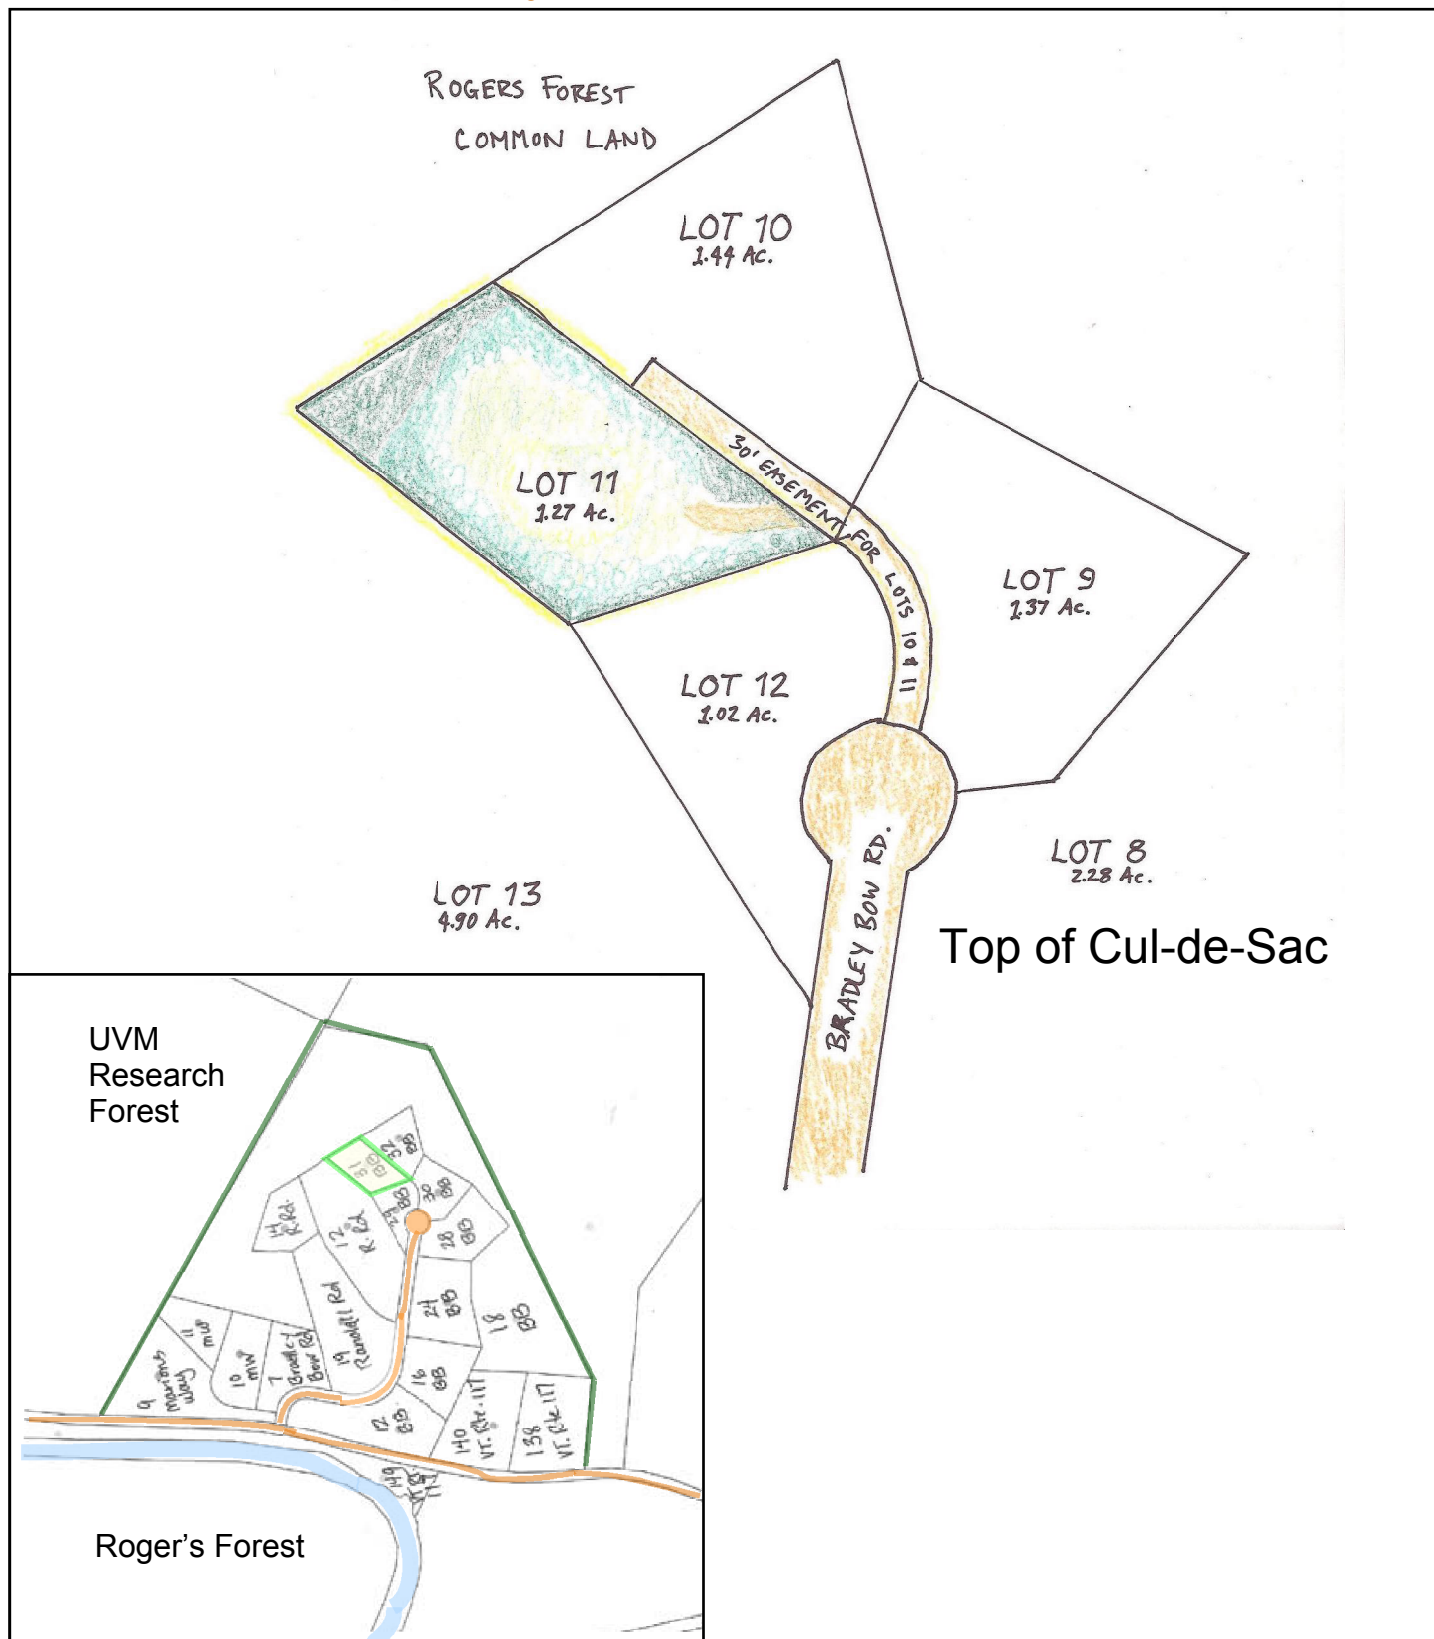 ROGERS FOREST
COMMON LAND
LOT 10
1.44 Ac.
30' EASEMENT FOR LOTS 10 & 11
LOT 11
1.27 Ac.
LOT 9
1.37 Ac.
LOT 12
1.02 Ac.
LOT 8
2.28 Ac.
LOT 13
4.90 Ac.
BRADLEY BOW RD.
Top of Cul-de-Sac
UVM
Research
Forest
32
BB
31
BB
30
BB
29
BB
28
BB
14
R.Rd.
12
R. Rd.
24
BB
18
BB
19
Randall Rd
11
MW
10
MW
7
Bradley
Bow Rd
9
Marions
Way
16
BB
12
BB
140
VT. Rte. 117
138
VT. Rte. 117
149
Roger's Forest